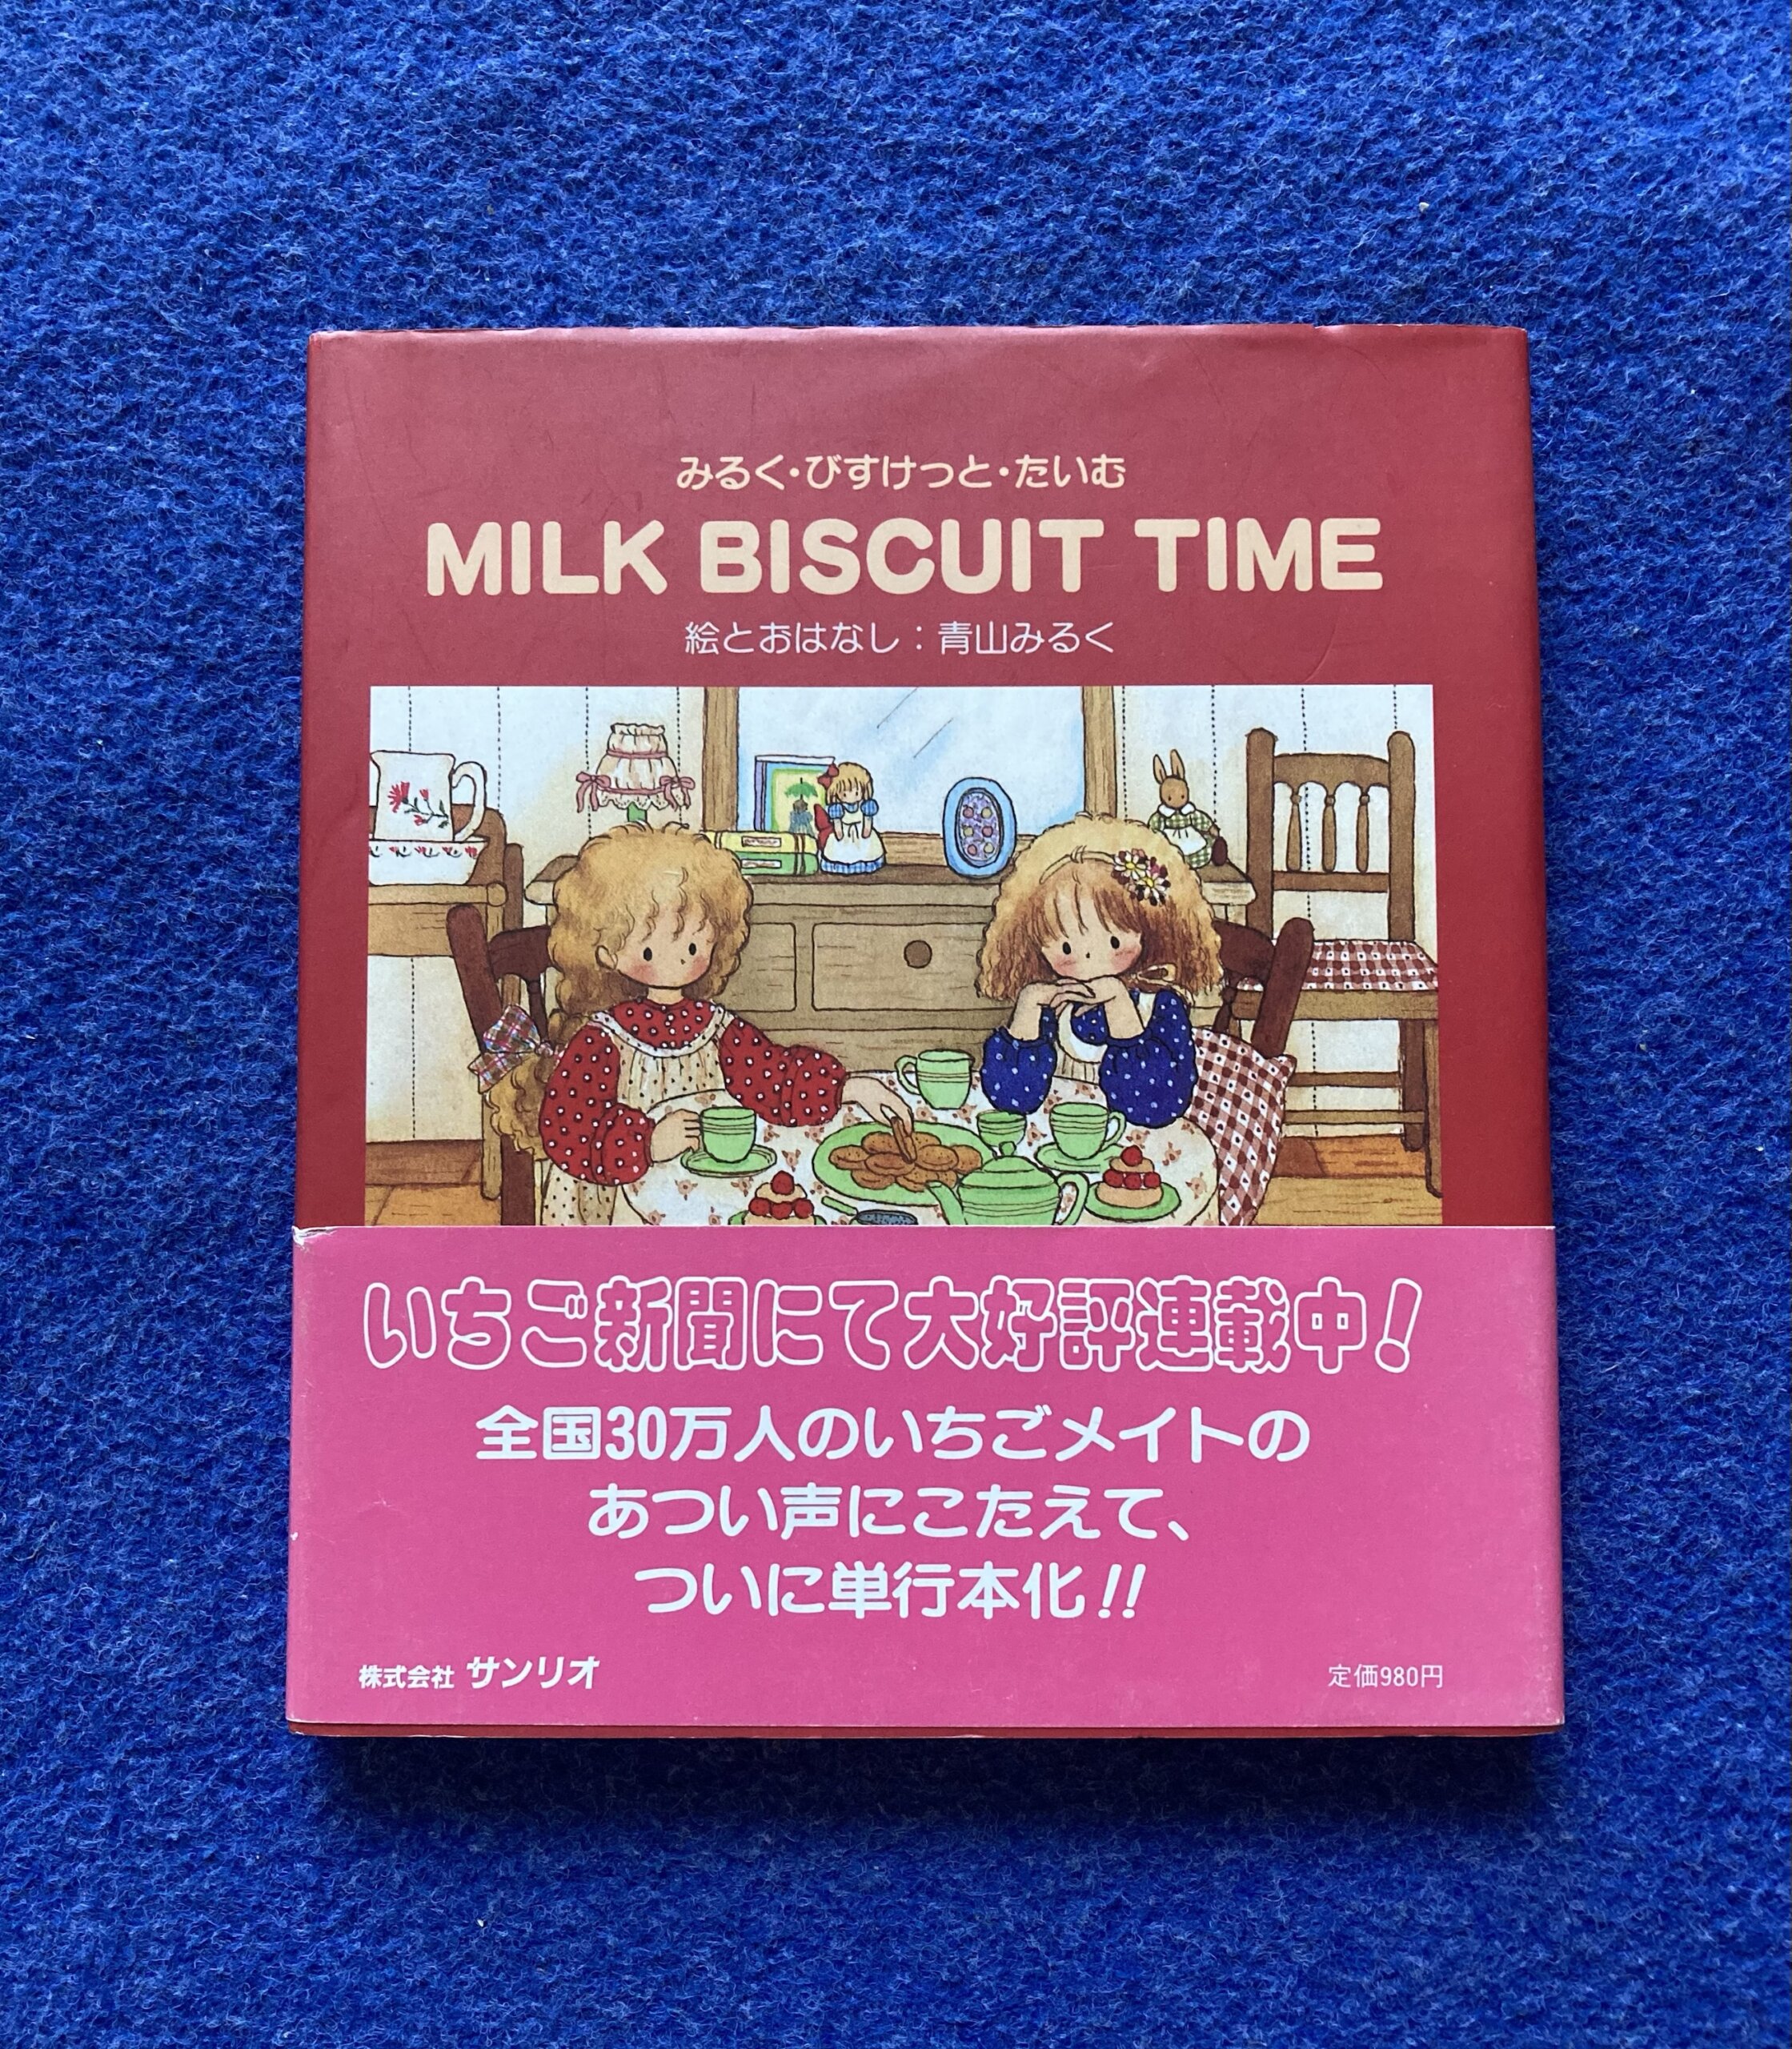 みるく・びすけっと・たいむ
MILK BISCUIT TIME
絵とおはなし：青山みるく
いちご新聞にて大好評連載中！
全国30万人のいちごメイトの
あつい声にこたえて、
ついに単行本化!!
株式会社 サンリオ
定価980円